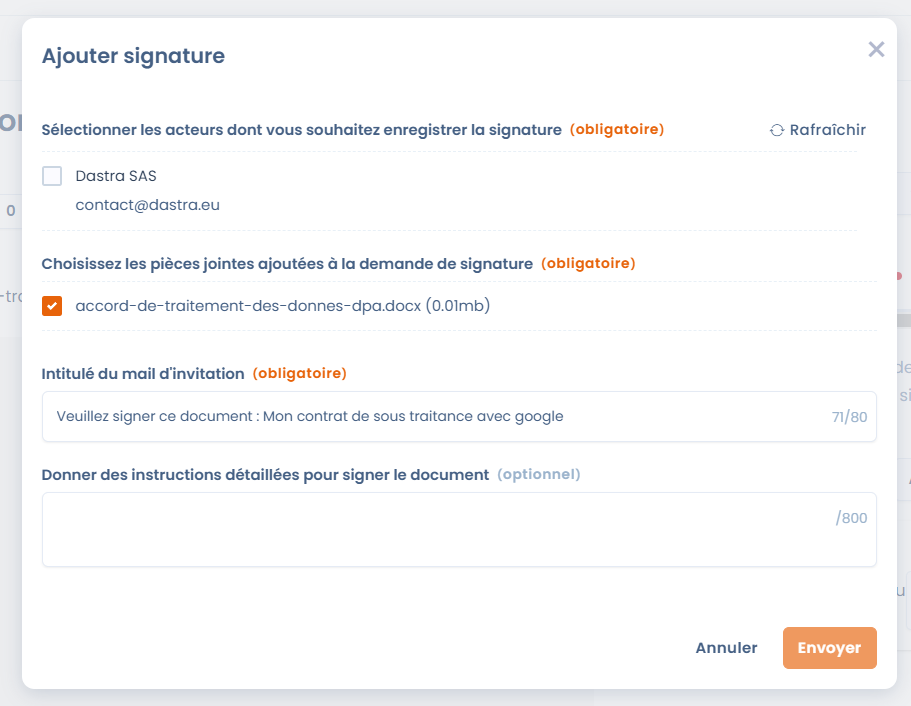 Ajouter signature
Sélectionner les acteurs dont vous souhaitez enregistrer la signature (obligatoire) Rafraîchir
Dastra SAS
contact@dastra.eu
0
Choisissez les pièces jointes ajoutées à la demande de signature (obligatoire)
accord-de-traitement-des-donnes-dpa.docx (0.01mb)
Intitulé du mail d'invitation (obligatoire)
Veuillez signer ce document : Mon contrat de sous traitance avec google 71/80
Donner des instructions détaillées pour signer le document (optionnel)
/800
Annuler Envoyer